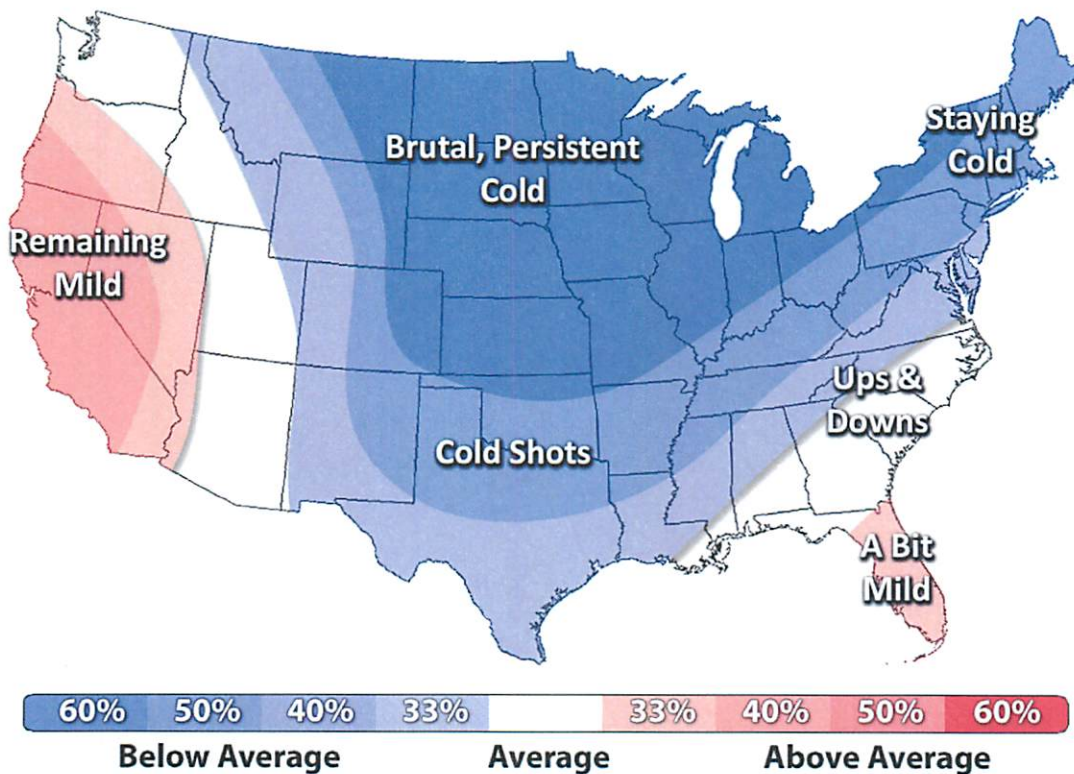 Brutal, Persistent
Cold
Staying
Cold
Remaining
Mild
Ups &
Downs
Cold Shots
A Bit
Mild
60% 50% 40% 33% 33% 40% 50% 60%
Below Average Average Above Average